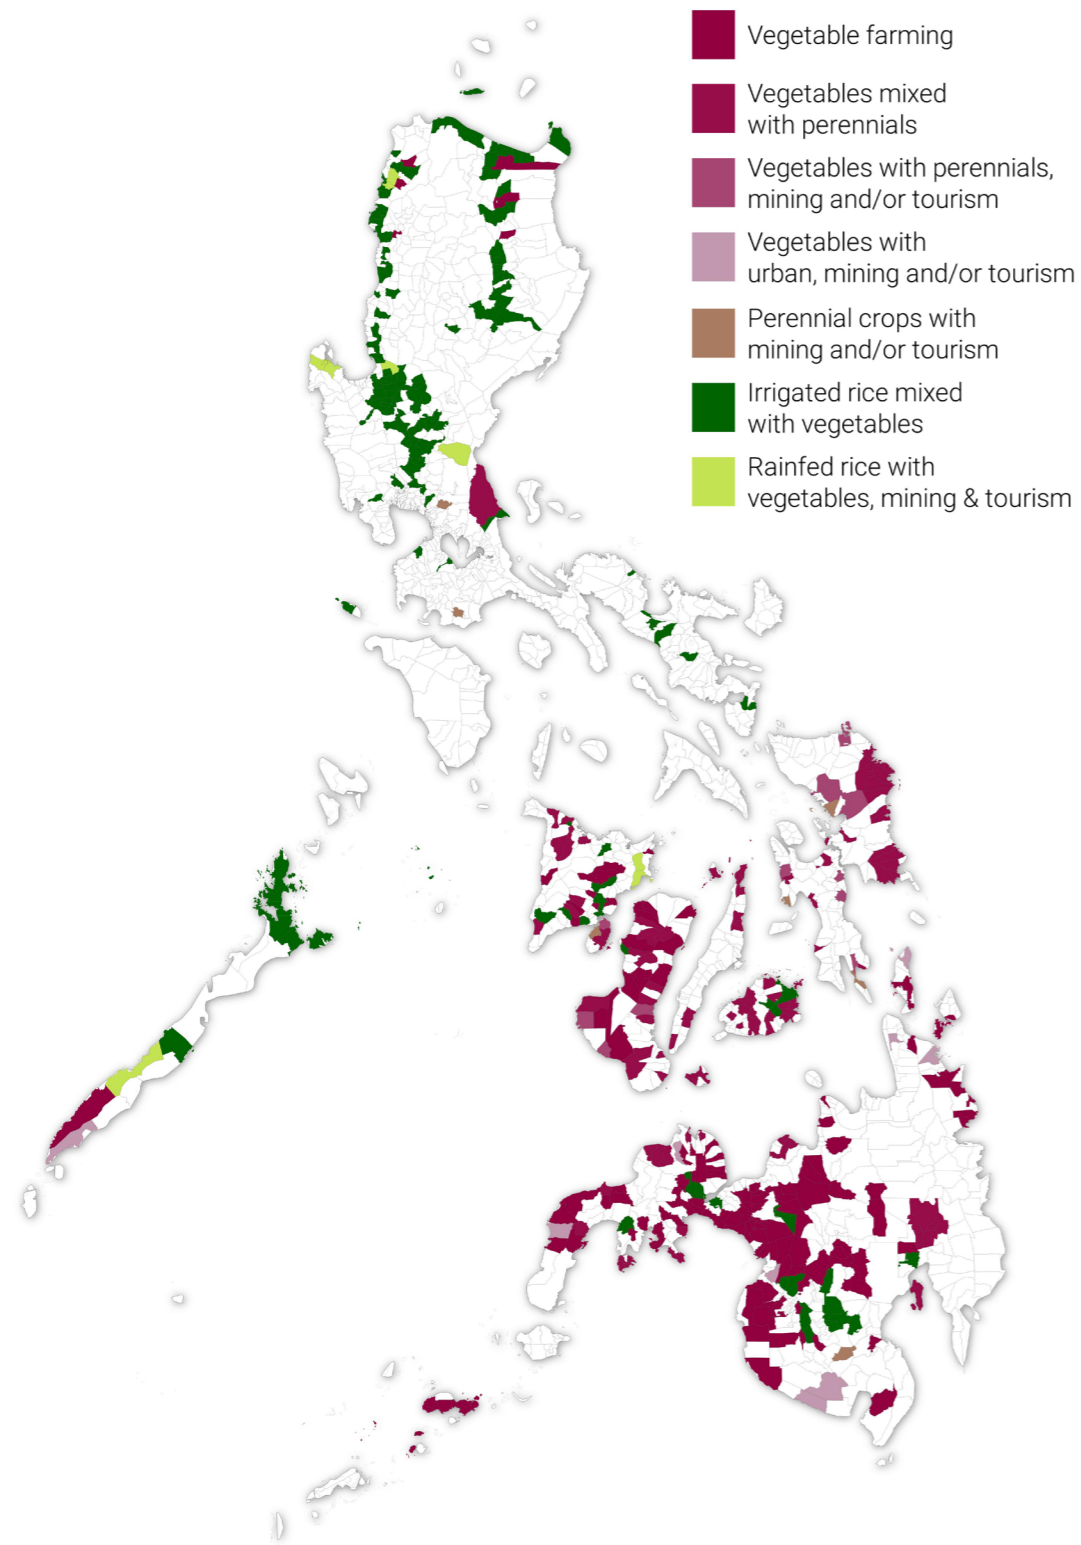 Vegetable farming
Vegetables mixed
with perennials
Vegetables with perennials,
mining and/or tourism
Vegetables with
urban, mining and/or tourism
Perennial crops with
mining and/or tourism
Irrigated rice mixed
with vegetables
Rainfed rice with
vegetables, mining & tourism